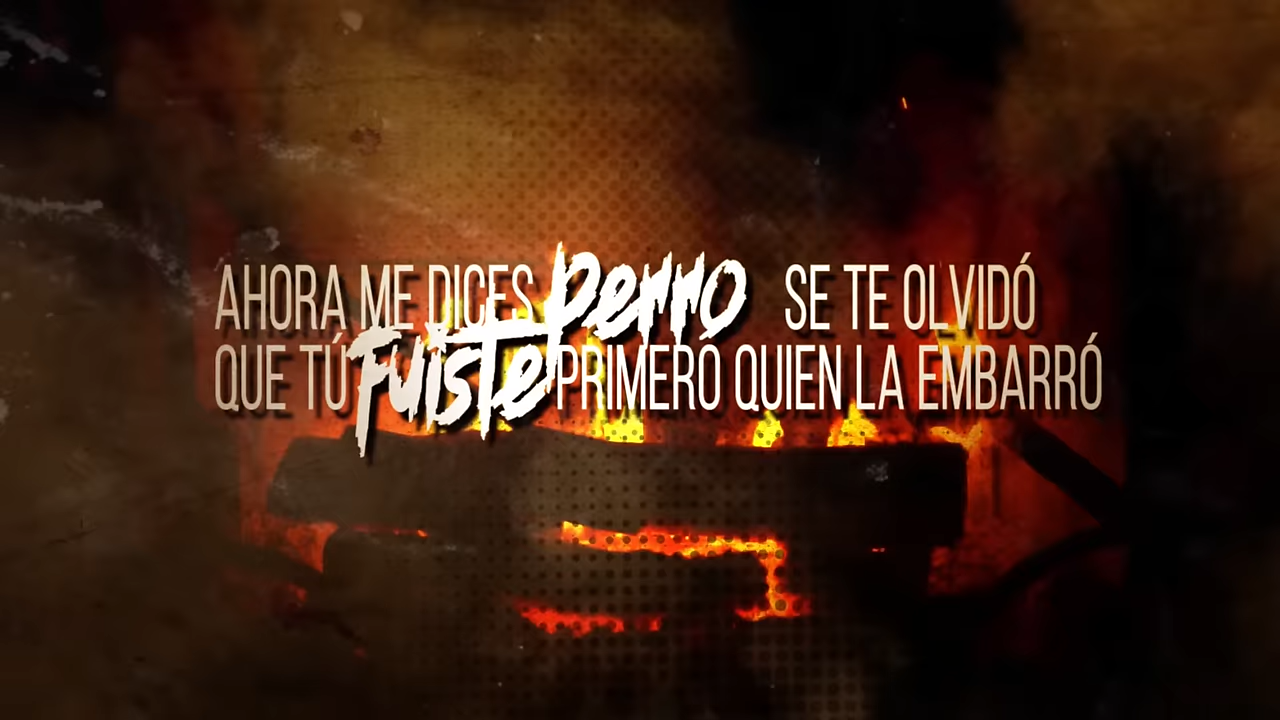 AHORA ME DICES Perro SE TE OLVIDÓ
QUE TÚ Fuiste PRIMERO QUIEN LA EMBARRÓ